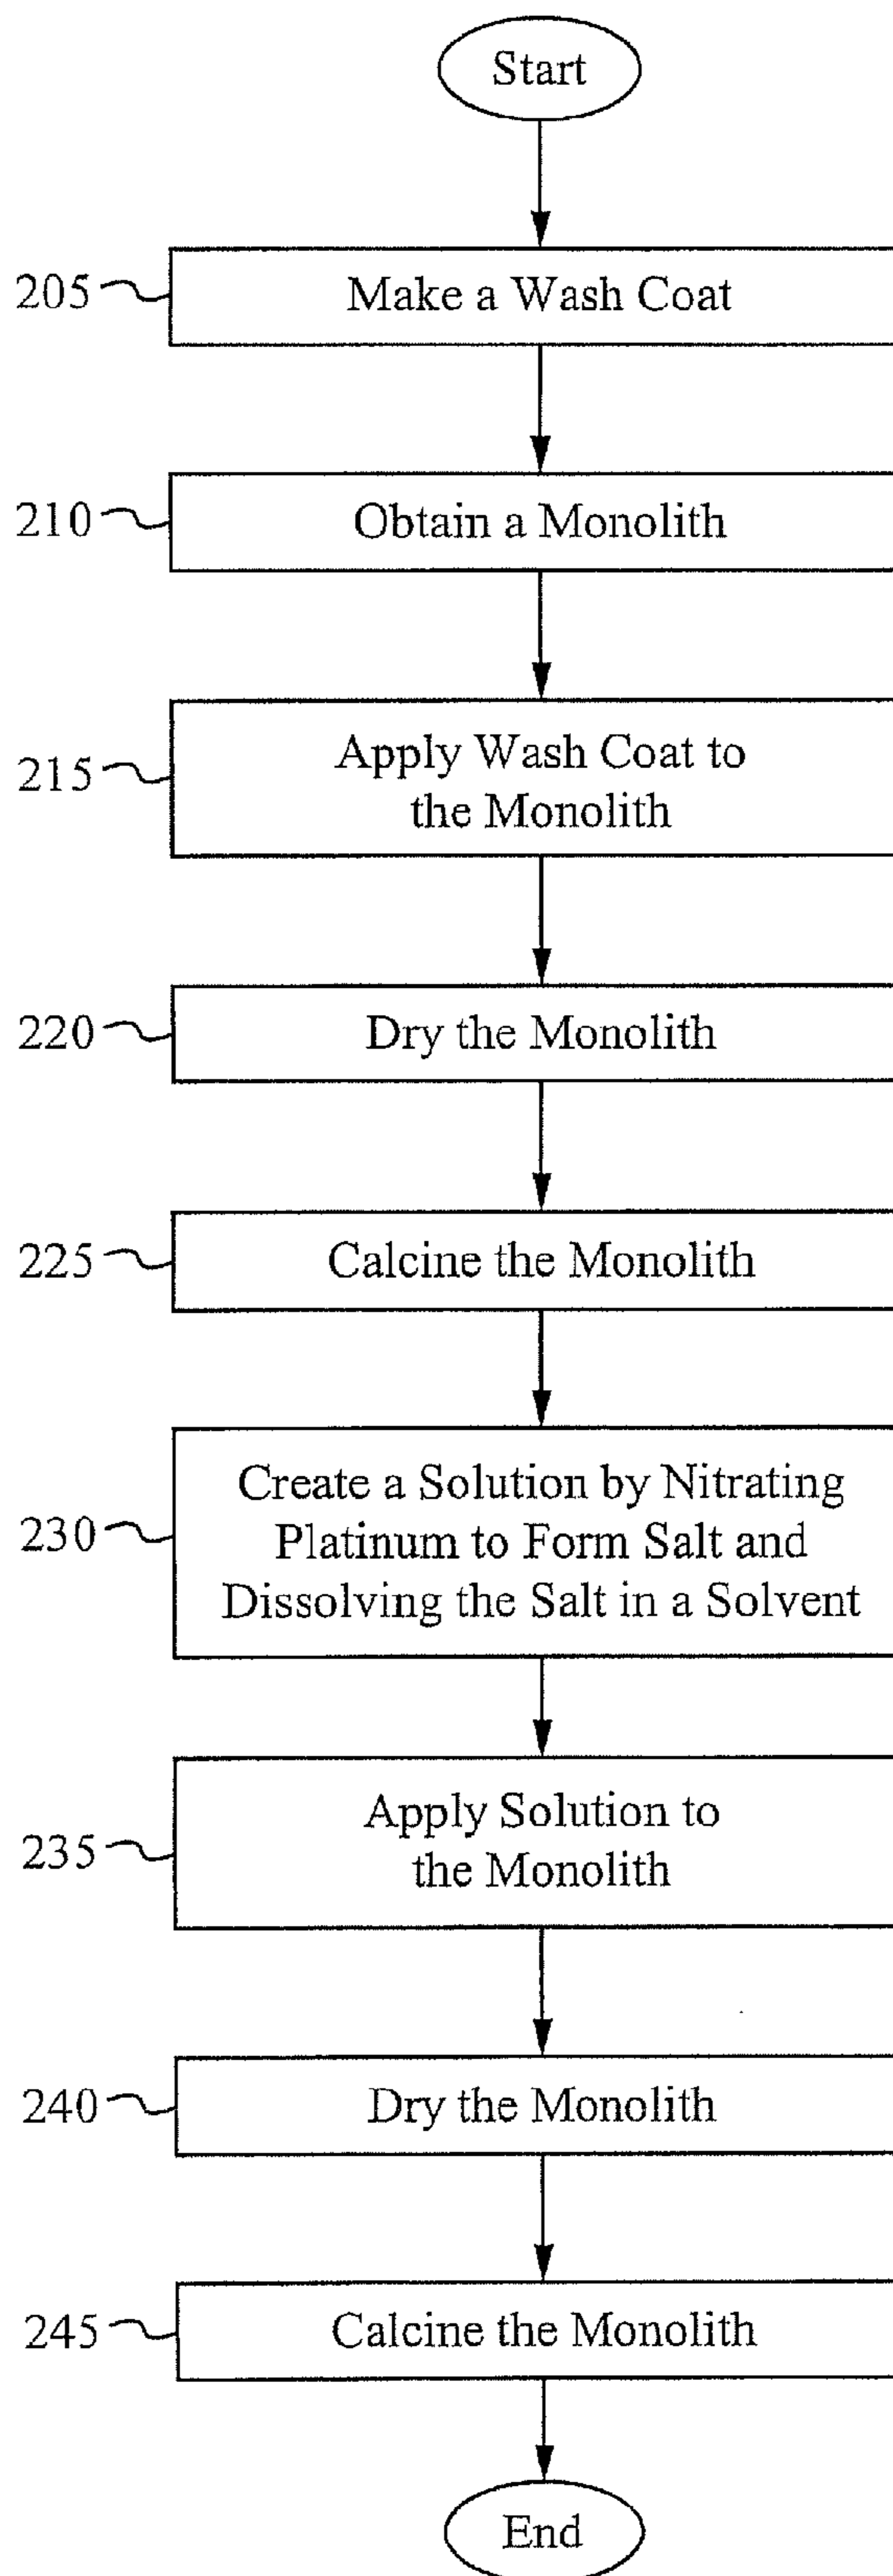 Start
205 Make a Wash Coat
210 Obtain a Monolith
215 Apply Wash Coat to
the Monolith
220 Dry the Monolith
225 Calcine the Monolith
230 Create a Solution by Nitrating
Platinum to Form Salt and
Dissolving the Salt in a Solvent
235 Apply Solution to
the Monolith
240 Dry the Monolith
245 Calcine the Monolith
End